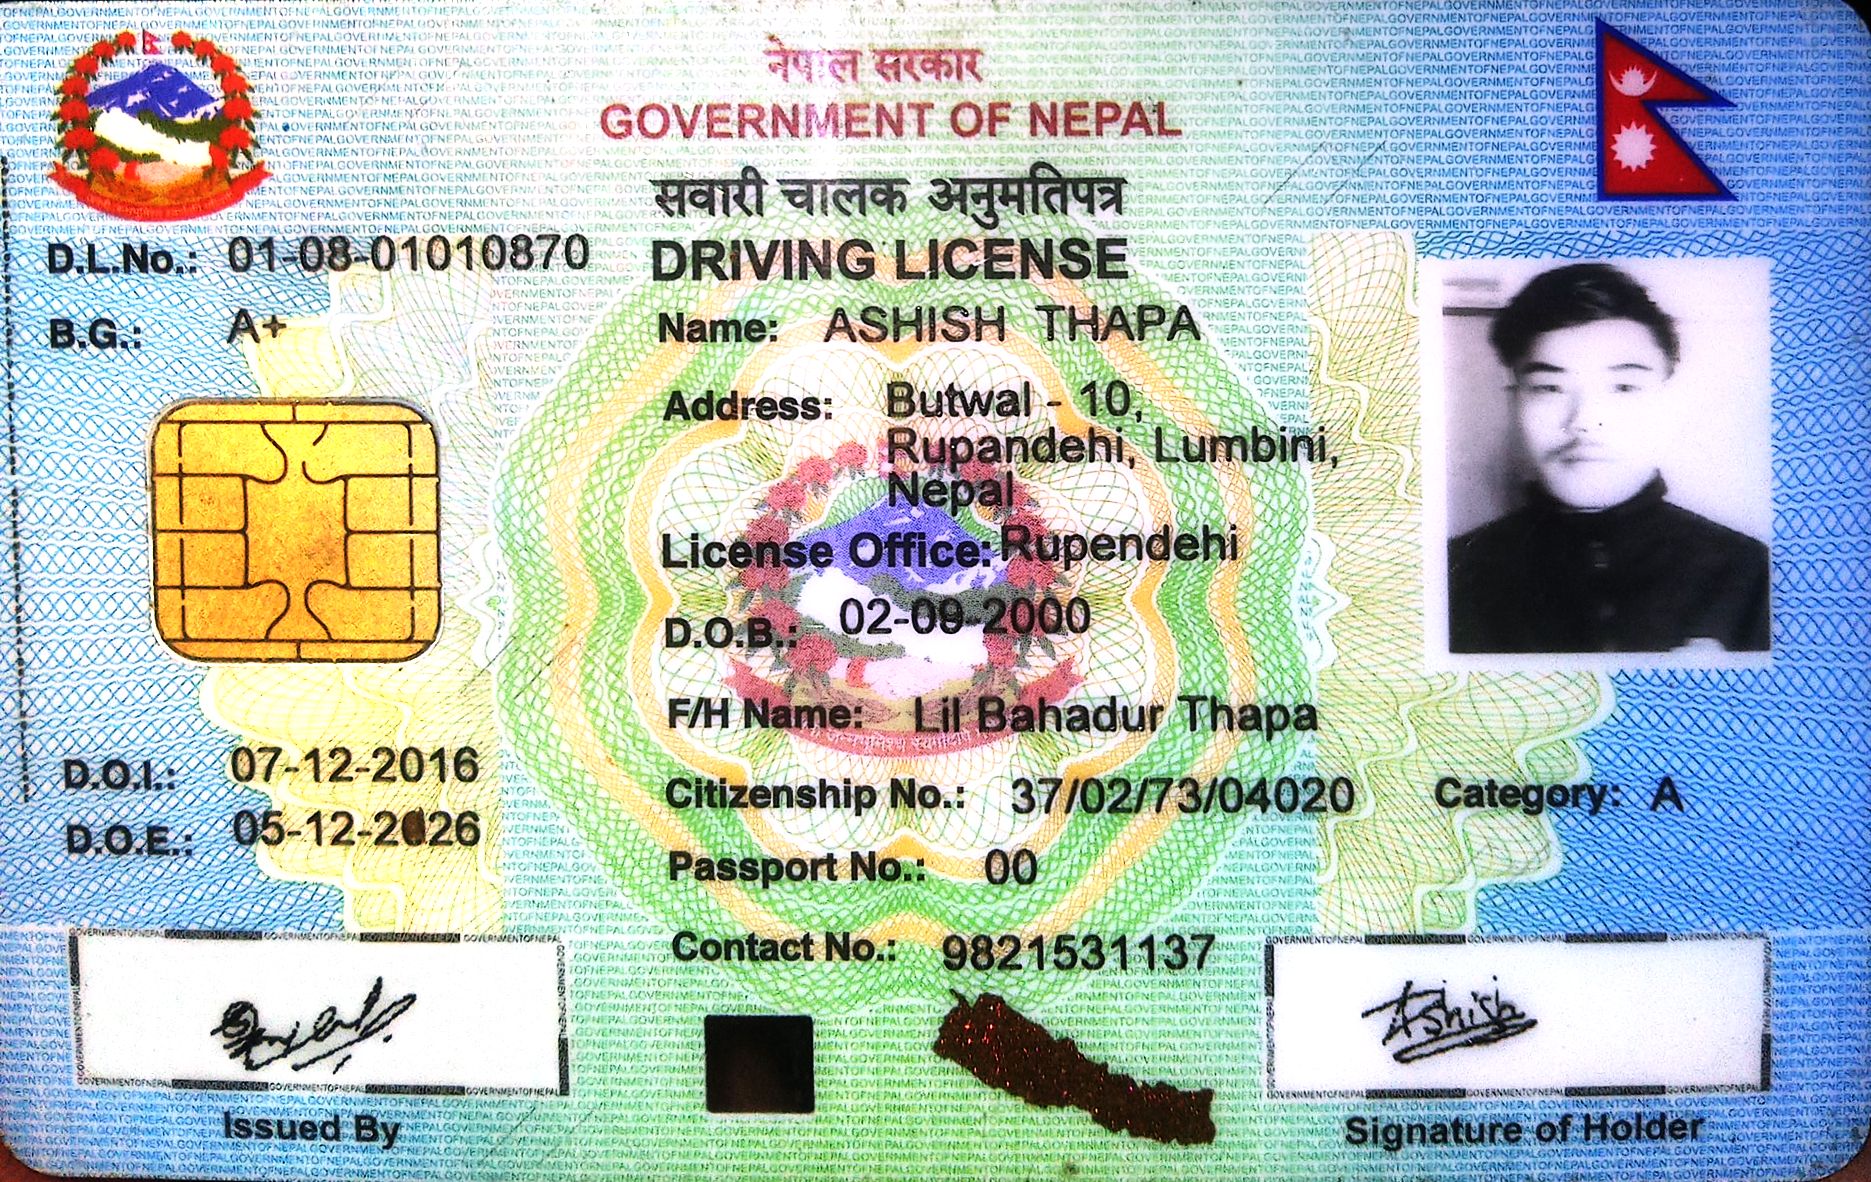 नेपाल सरकार
GOVERNMENT OF NEPAL
सवारी चालक अनुमतिपत्र
DRIVING LICENSE
D.L.No.: 01-08-01010870
B.G.: A+
Name: ASHISH THAPA
Address: Butwal - 10,
Rupandehi, Lumbini,
Nepal
License Office: Rupendehi
D.O.B.: 02-09-2000
F/H Name: Lil Bahadur Thapa
D.O.I.: 07-12-2016
Citizenship No.: 37/02/73/04020 Category: A
D.O.E.: 05-12-2026
Passport No.: 00
Contact No.: 9821531137
Ashish
Issued By
Signature of Holder